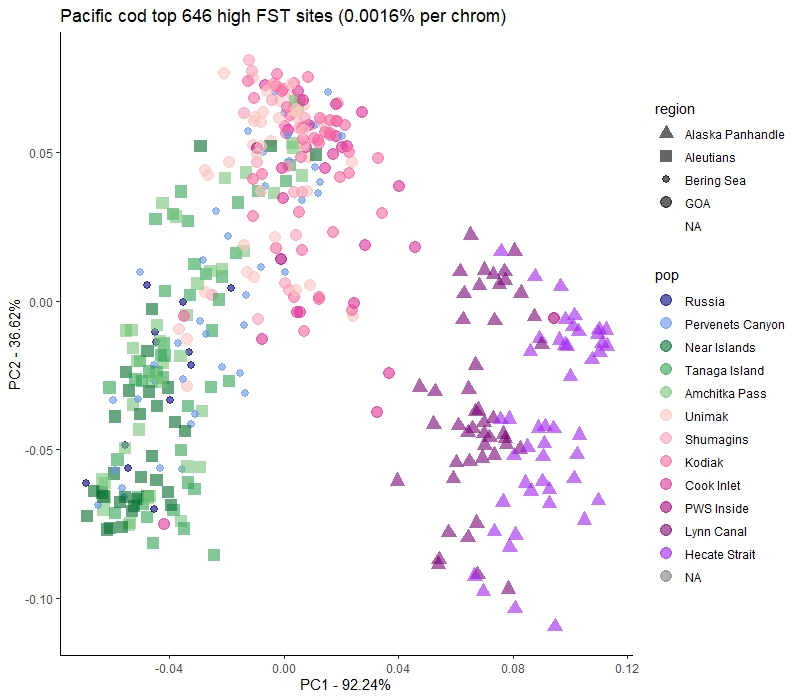 Pacific cod top 646 high FST sites (0.0016% per chrom)
0.05
0.00
-0.05
-0.10
PC2 - 36.62%
-0.04
0.00
0.04
0.08
0.12
PC1 - 92.24%
region
Alaska Panhandle
Aleutians
Bering Sea
GOA
NA
pop
Russia
Pervenets Canyon
Near Islands
Tanaga Island
Amchitka Pass
Unimak
Shumagins
Kodiak
Cook Inlet
PWS Inside
Lynn Canal
Hecate Strait
NA